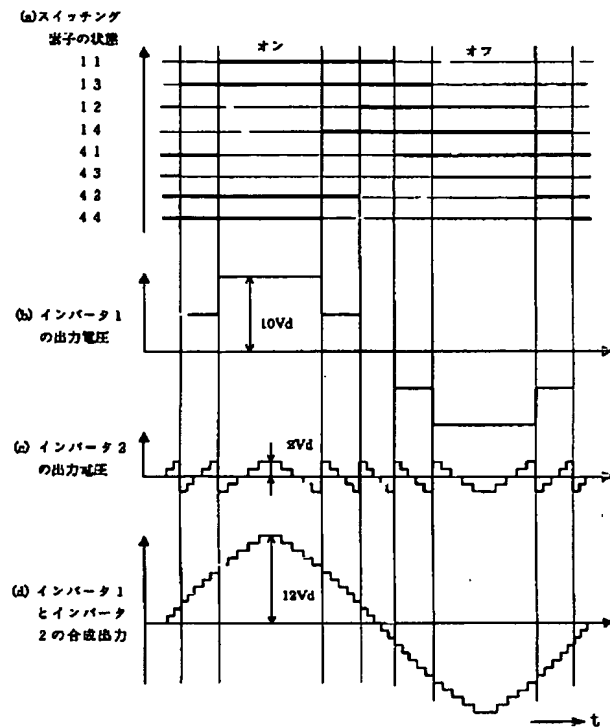 (a)スイッチング
素子の状態
オン
オフ
11
13
12
14
41
43
42
44
(b) インバータ1
の出力電圧
10Vd
(c) インバータ2
の出力電圧
2Vd
(d) インバータ1
とインバータ
2の合成出力
12Vd
t